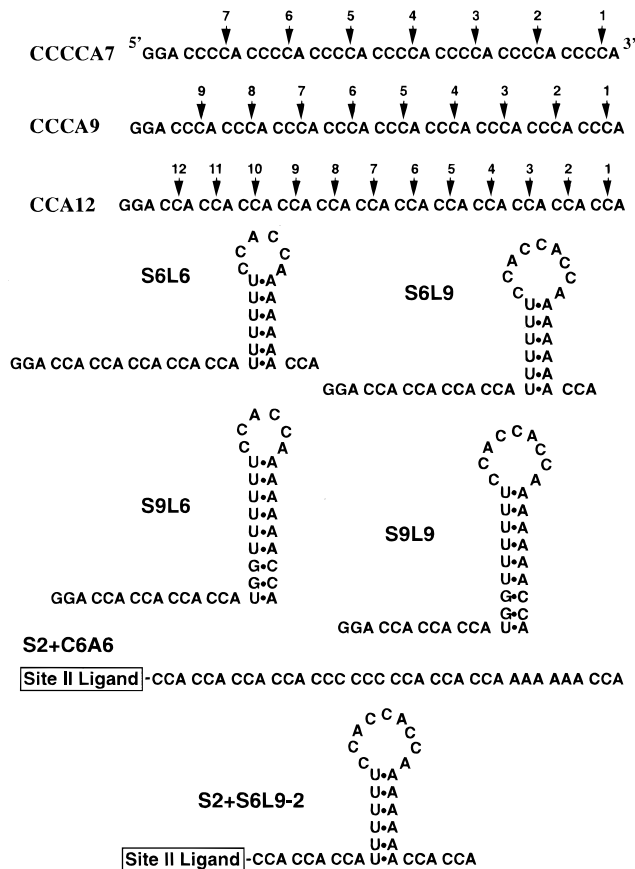 7 6 5 4 3 2 1
CCCCA7 5' GGA CCCCA CCCCA CCCCA CCCCA CCCCA CCCCA CCCCA 3'
9 8 7 6 5 4 3 2 1
CCCA9 GGA CCCA CCCA CCCA CCCA CCCA CCCA CCCA CCCA CCCA
12 11 10 9 8 7 6 5 4 3 2 1
CCA12 GGA CCA CCA CCA CCA CCA CCA CCA CCA CCA CCA CCA CCA
S6L6
A C
C C
C A
U•A
U•A
U•A
U•A
U•A
GGA CCA CCA CCA CCA CCA U•A CCA
S6L9
C C
A A
C C
C C
C A
U•A
U•A
U•A
U•A
U•A
GGA CCA CCA CCA CCA U•A CCA
S9L6
A C
C C
C A
U•A
U•A
U•A
U•A
U•A
U•A
G•C
G•C
GGA CCA CCA CCA CCA U•A
S9L9
C C
A A
C C
C C
C A
U•A
U•A
U•A
U•A
U•A
U•A
G•C
G•C
GGA CCA CCA CCA U•A
S2+C6A6
Site II Ligand -CCA CCA CCA CCA CCC CCC CCA CCA CCA AAA AAA CCA
S2+S6L9-2
C C
A A
C C
C C
C A
U•A
U•A
U•A
U•A
U•A
Site II Ligand -CCA CCA CCA U•A CCA CCA